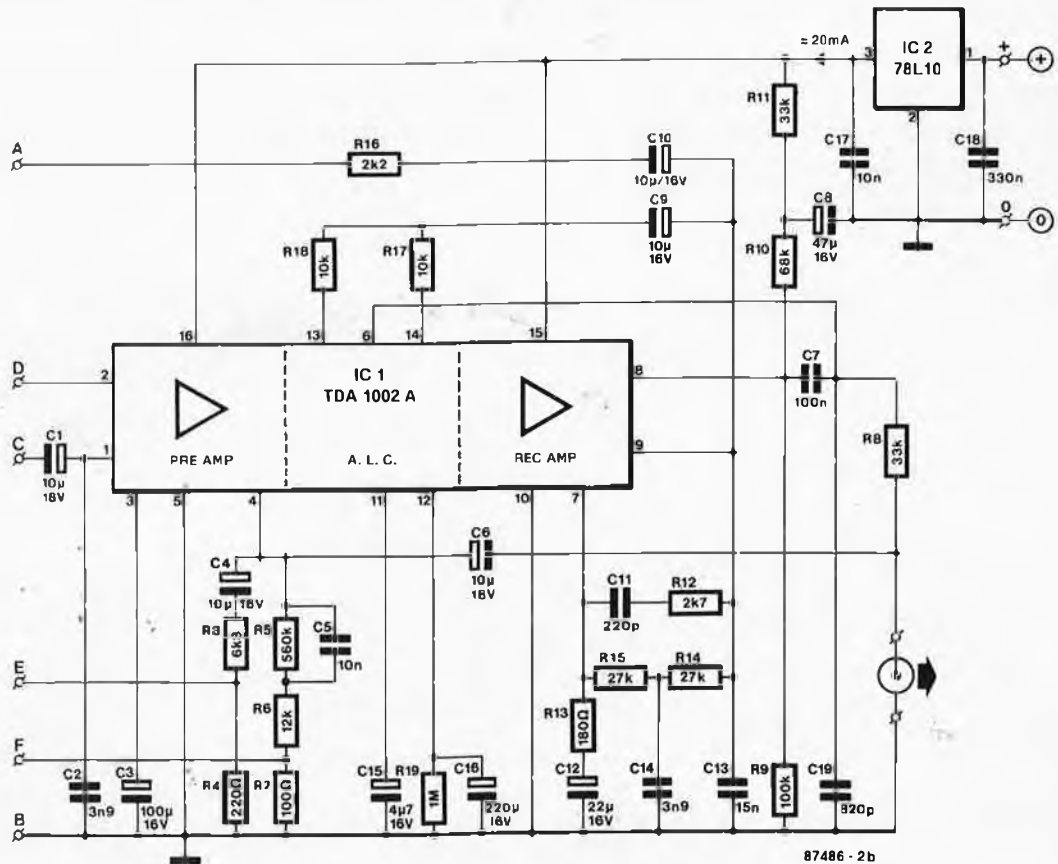 ≈ 20mA
IC 2
78L10
3
1
2
+
+
R11
33k
C17
10n
C18
330n
0
0
A
R16
2k2
C10
10µ/16V
C9
10µ
16V
C8
47µ
16V
R10
68k
R18
10k
R17
10k
16
13
6
14
15
D
2
IC 1
TDA 1002 A
8
C7
100n
C
C1
10µ
16V
1
PRE AMP
A. L. C.
REC AMP
9
R8
33k
3
5
4
11
12
10
7
C6
10µ
16V
C4
10µ 16V
R3
6k8
R5
560k
C5
10n
C11
220p
R12
2k7
R15
27k
R14
27k
E
R6
12k
R13
180Ω
F
C2
3n9
C3
100µ
16V
R4
220Ω
R7
100Ω
C15
4µ7
16V
R19
1M
C16
220µ
16V
C12
22µ
16V
C14
3n9
C13
15n
R9
100k
C19
820p
B
87486 - 2b